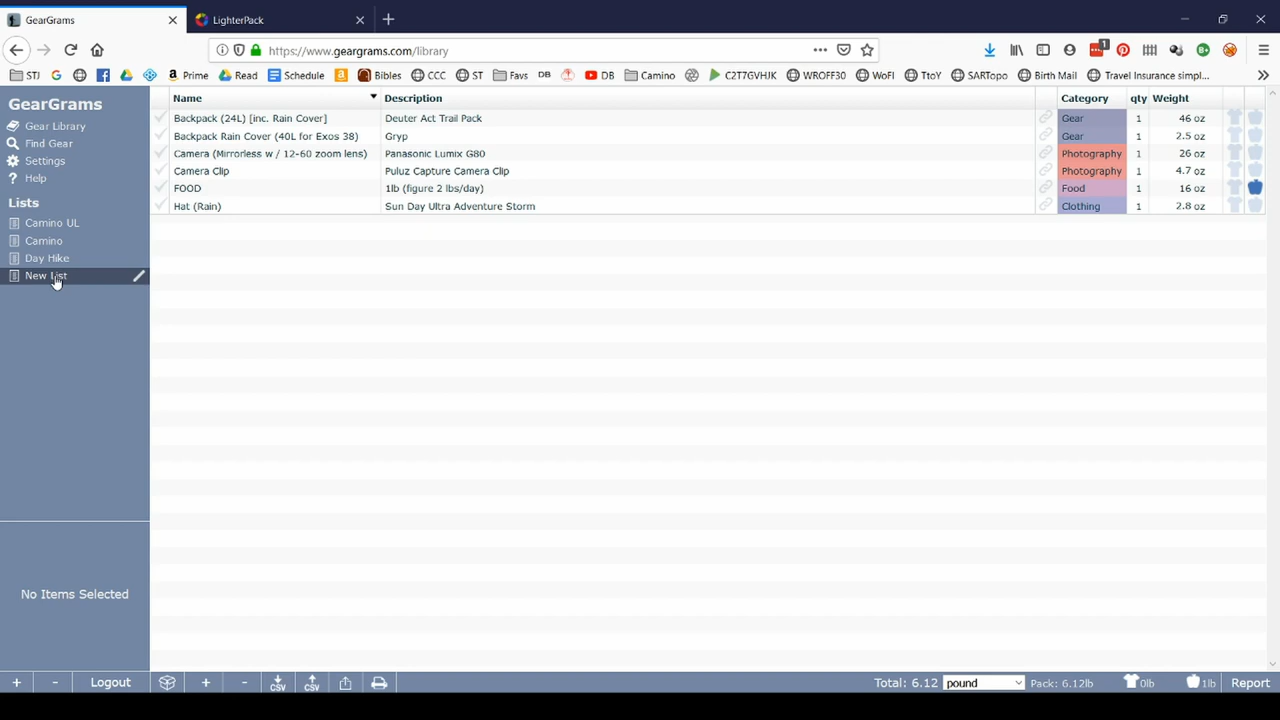 GearGrams
LighterPack
https://www.geargrams.com/library
1
STJ
Prime
Read
Schedule
Bibles
CCC
ST
Favs
DB
DB
Camino
C2T7GVHJK
WROFF30
WoFI
TtoY
SARTopo
Birth Mail
Travel Insurance simpl...
GearGrams
Gear Library
Find Gear
Settings
Help
Lists
Camino UL
Camino
Day Hike
New List
No Items Selected
Name Description Category qty Weight
Backpack (24L) [inc. Rain Cover] Deuter Act Trail Pack Gear 1 46 oz
Backpack Rain Cover (40L for Exos 38) Gryp Gear 1 2.5 oz
Camera (Mirrorless w / 12-60 zoom lens) Panasonic Lumix G80 Photography 1 26 oz
Camera Clip Puluz Capture Camera Clip Photography 1 4.7 oz
FOOD 1lb (figure 2 lbs/day) Food 1 16 oz
Hat (Rain) Sun Day Ultra Adventure Storm Clothing 1 2.8 oz
+ - Logout + - CSV CSV Total: 6.12 pound Pack: 6.12lb 0lb 1lb Report